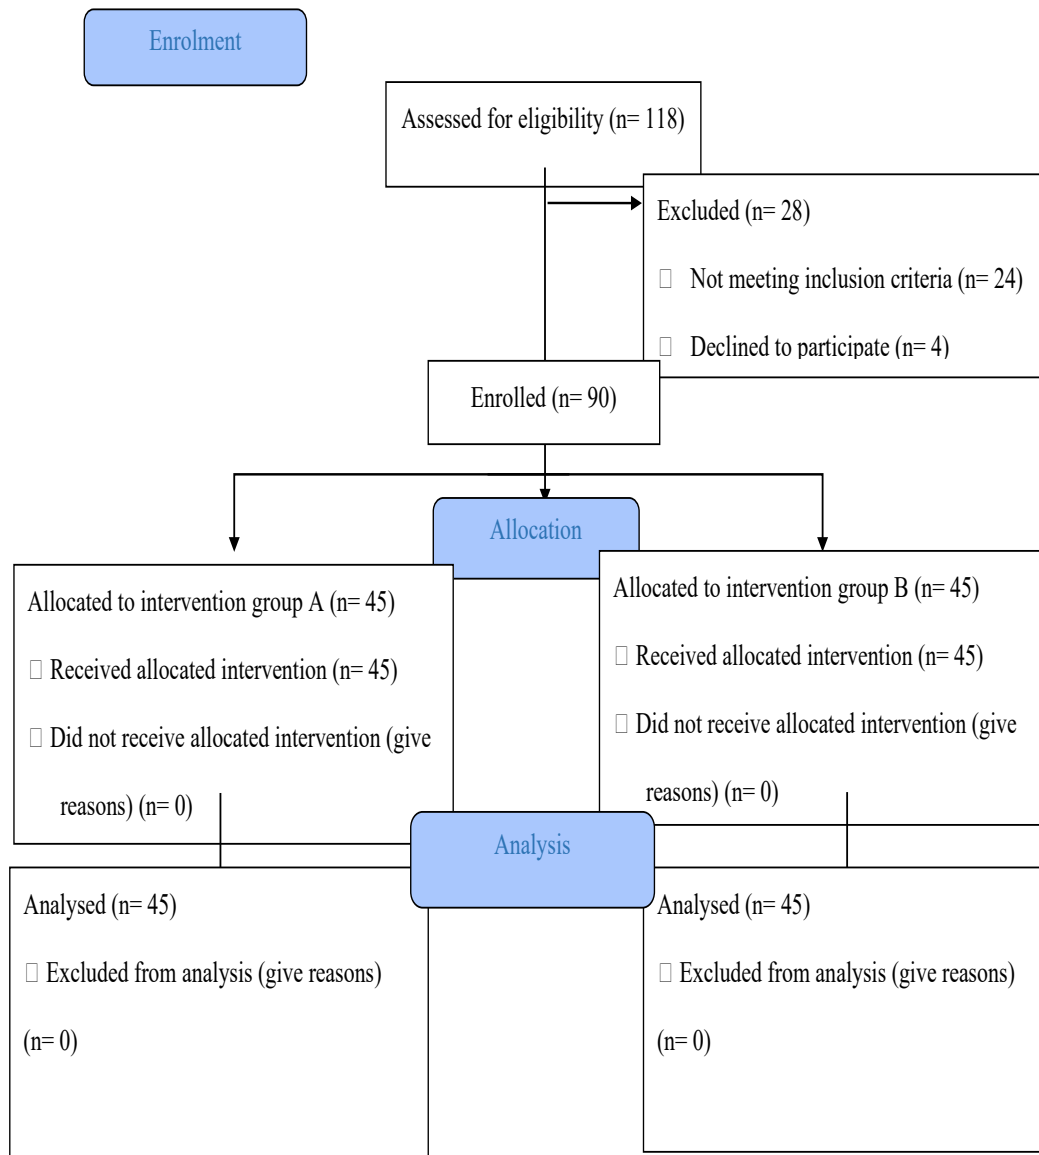 Enrolment
Assessed for eligibility (n= 118)
Excluded (n= 28)
Not meeting inclusion criteria (n= 24)
Declined to participate (n= 4)
Enrolled (n= 90)
Allocation
Allocated to intervention group A (n= 45)
Received allocated intervention (n= 45)
Did not receive allocated intervention (give
reasons) (n= 0)
Allocated to intervention group B (n= 45)
Received allocated intervention (n= 45)
Did not receive allocated intervention (give
reasons) (n= 0)
Analysis
Analysed (n= 45)
Excluded from analysis (give reasons)
(n= 0)
Analysed (n= 45)
Excluded from analysis (give reasons)
(n= 0)